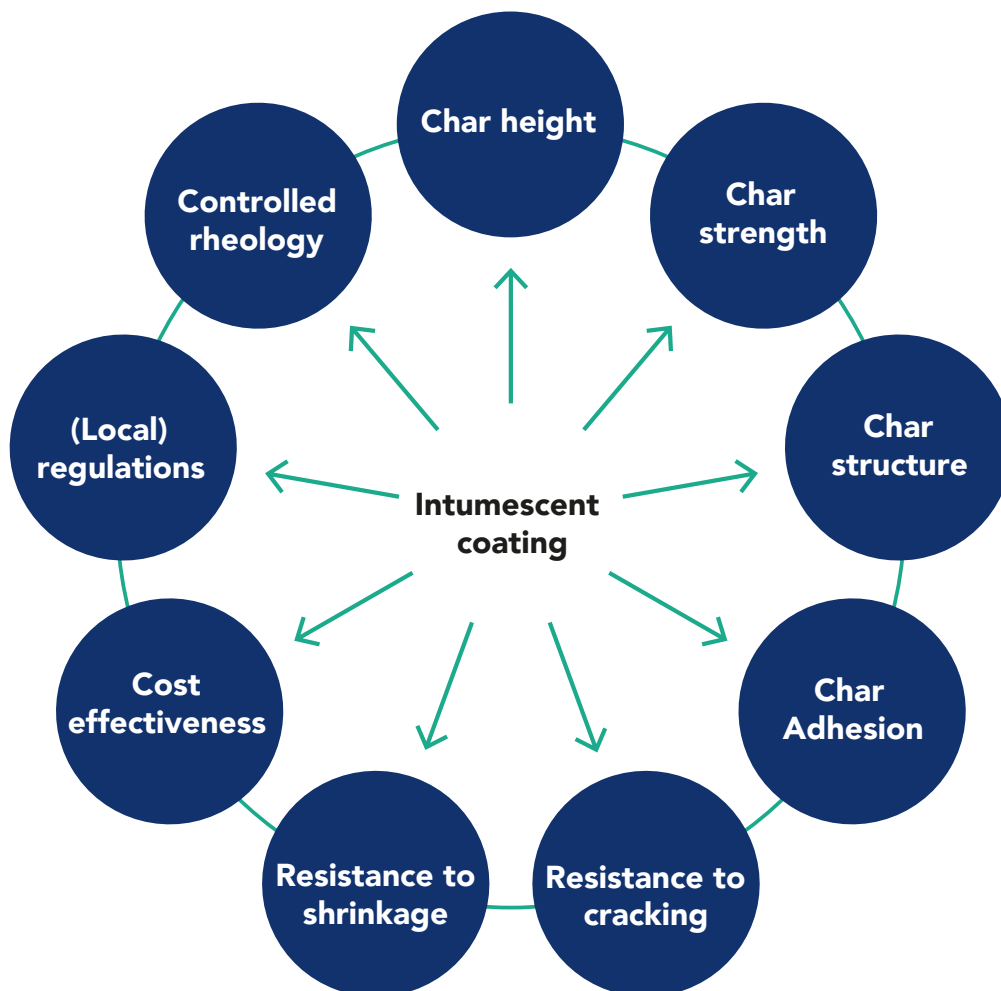 Char height
Char
strength
Char
structure
Char
Adhesion
Resistance to
cracking
Resistance to
shrinkage
Cost
effectiveness
(Local)
regulations
Controlled
rheology
Intumescent
coating